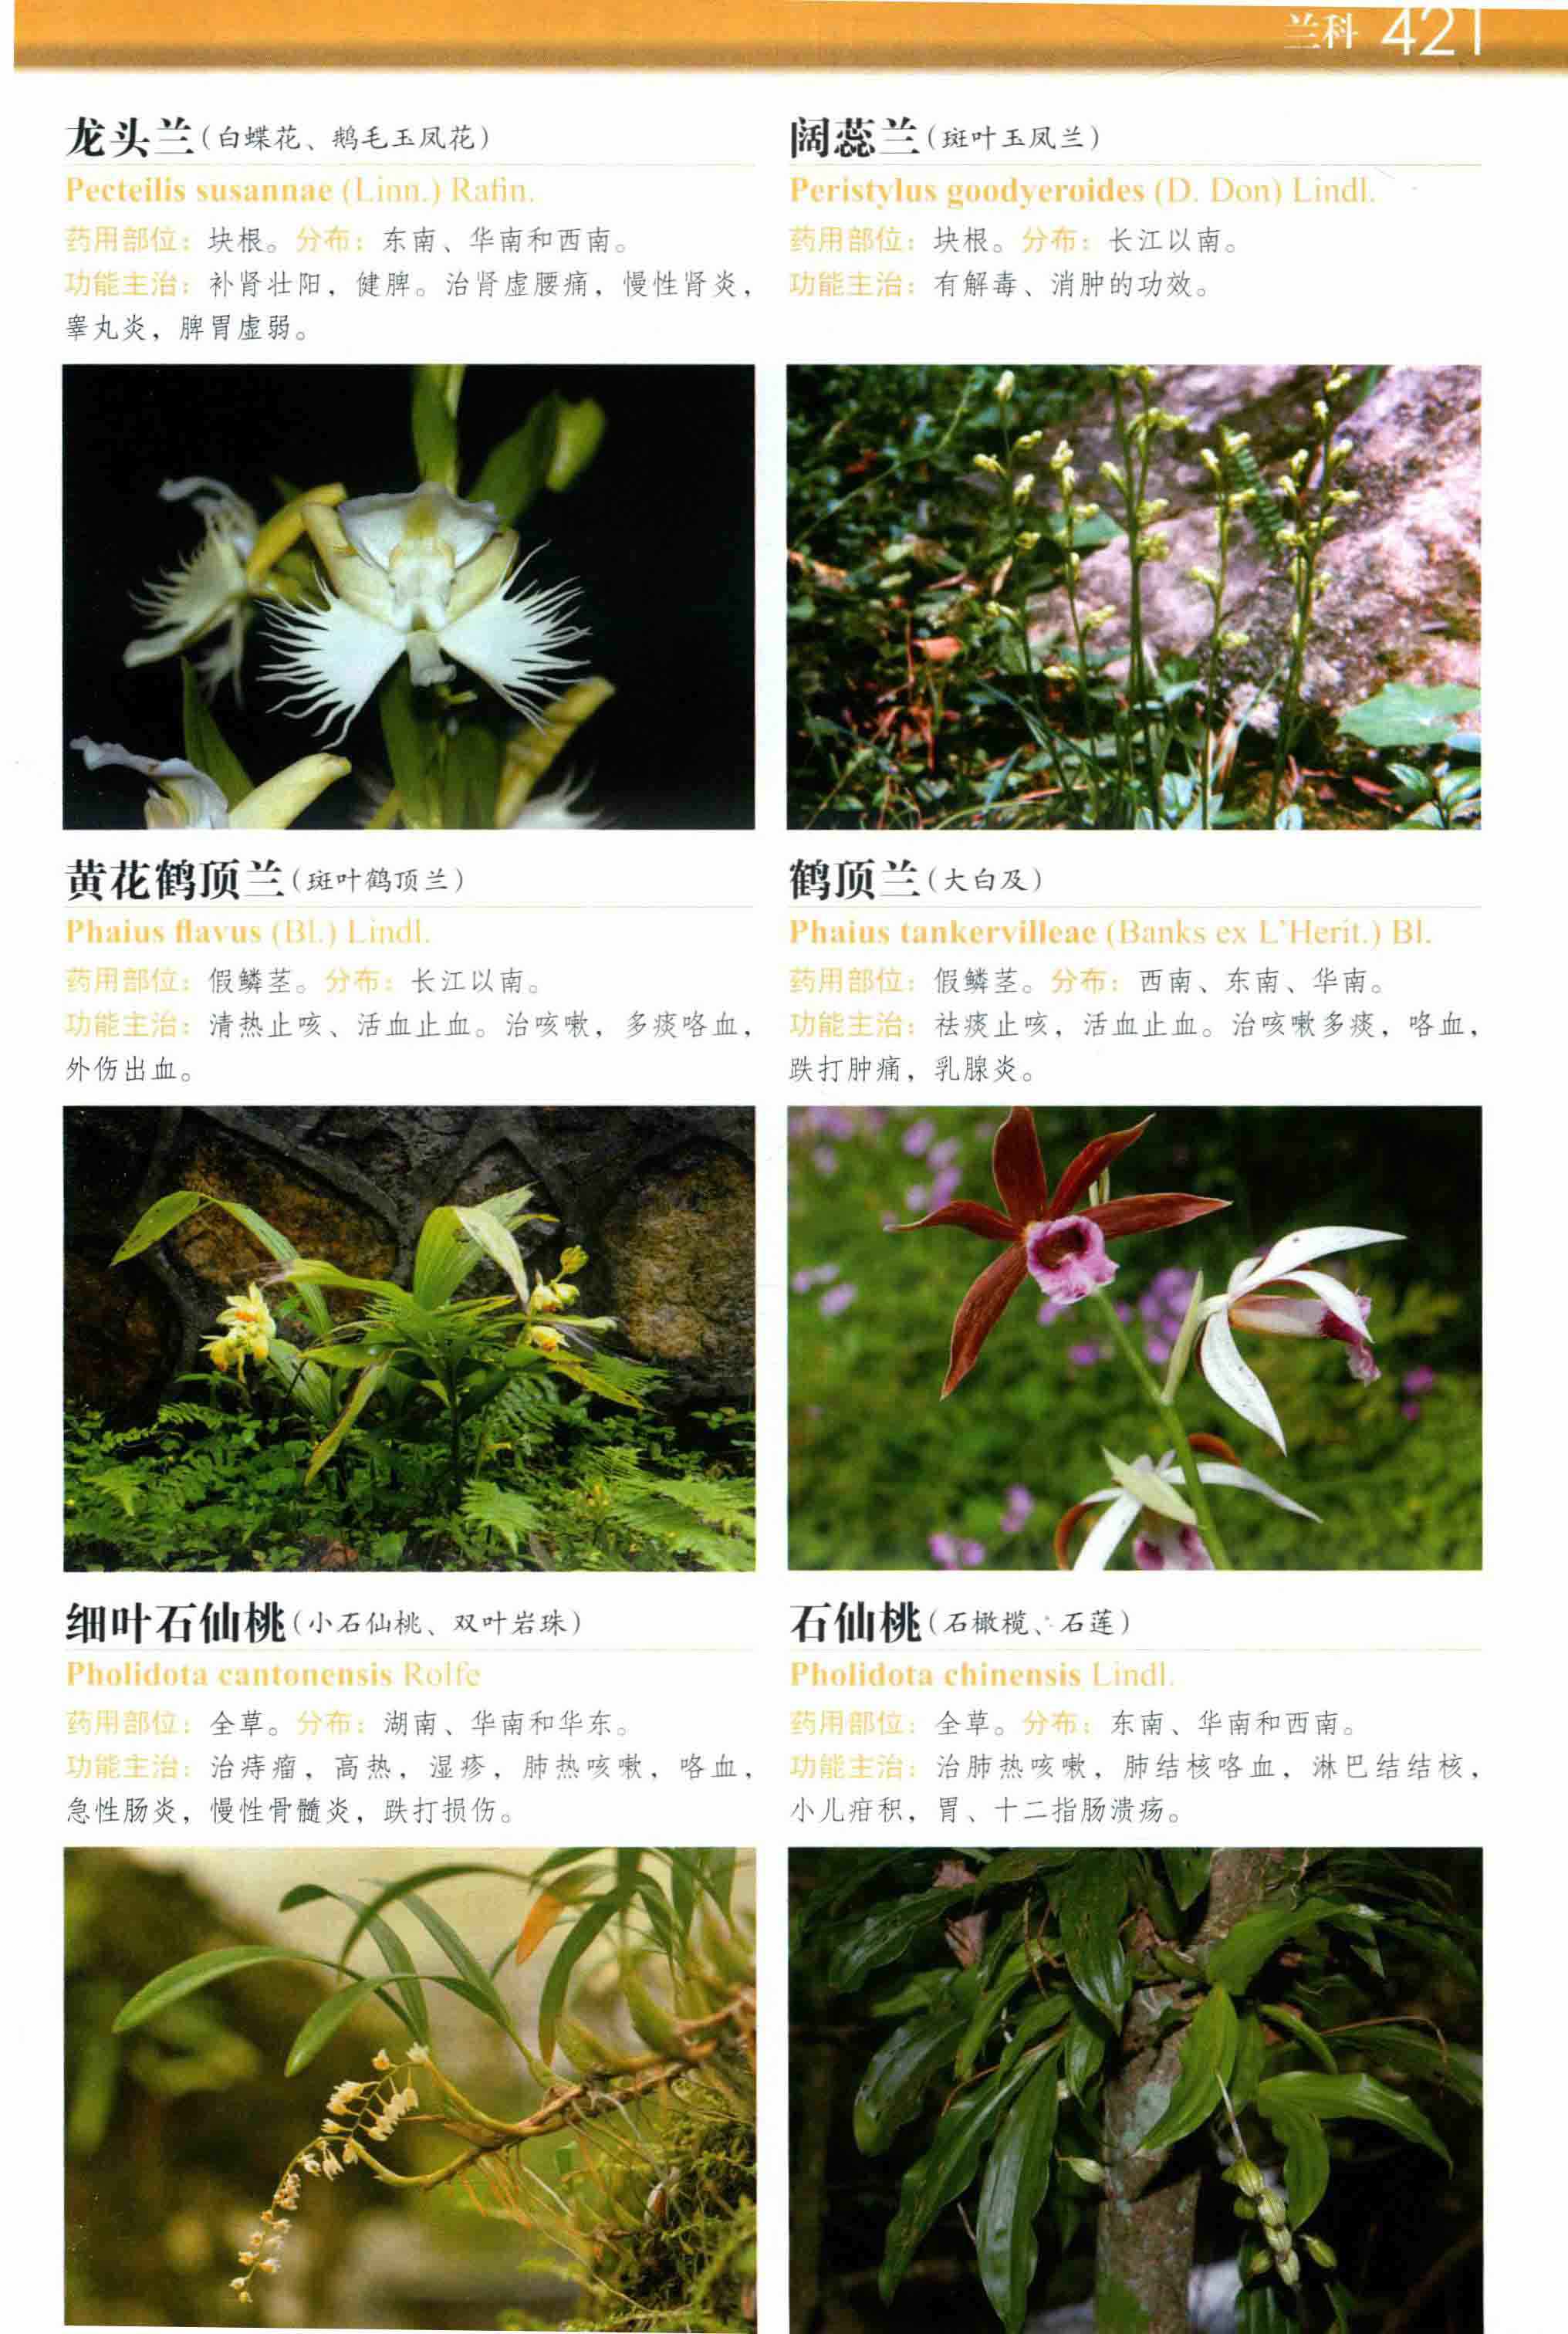 兰科 421
龙头兰(白蝶花、鹅毛玉凤花)
Pecteilis susannae (Linn.) Rafin.
药用部位：块根。分布：东南、华南和西南。
功能主治：补肾壮阳，健脾。治肾虚腰痛，慢性肾炎，
睾丸炎，脾胃虚弱。
阔蕊兰(斑叶玉凤兰)
Peristylus goodyeroides (D. Don) Lindl.
药用部位：块根。分布：长江以南。
功能主治：有解毒、消肿的功效。
黄花鹤顶兰(斑叶鹤顶兰)
Phaius flavus (Bl.) Lindl.
药用部位：假鳞茎。分布：长江以南。
功能主治：清热止咳、活血止血。治咳嗽，多痰咯血，
外伤出血。
鹤顶兰(大白及)
Phaius tankervilleae (Banks ex L'Herit.) Bl.
药用部位：假鳞茎。分布：西南、东南、华南。
功能主治：祛痰止咳，活血止血。治咳嗽多痰，咯血，
跌打肿痛，乳腺炎。
细叶石仙桃(小石仙桃、双叶岩珠)
Pholidota cantonensis Rolfe
药用部位：全草。分布：湖南、华南和华东。
功能主治：治痔瘤，高热，湿疹，肺热咳嗽，咯血，
急性肠炎，慢性骨髓炎，跌打损伤。
石仙桃(石橄榄、石莲)
Pholidota chinensis Lindl.
药用部位：全草。分布：东南、华南和西南。
功能主治：治肺热咳嗽，肺结核咯血，淋巴结结核，
小儿疳积，胃、十二指肠溃疡。